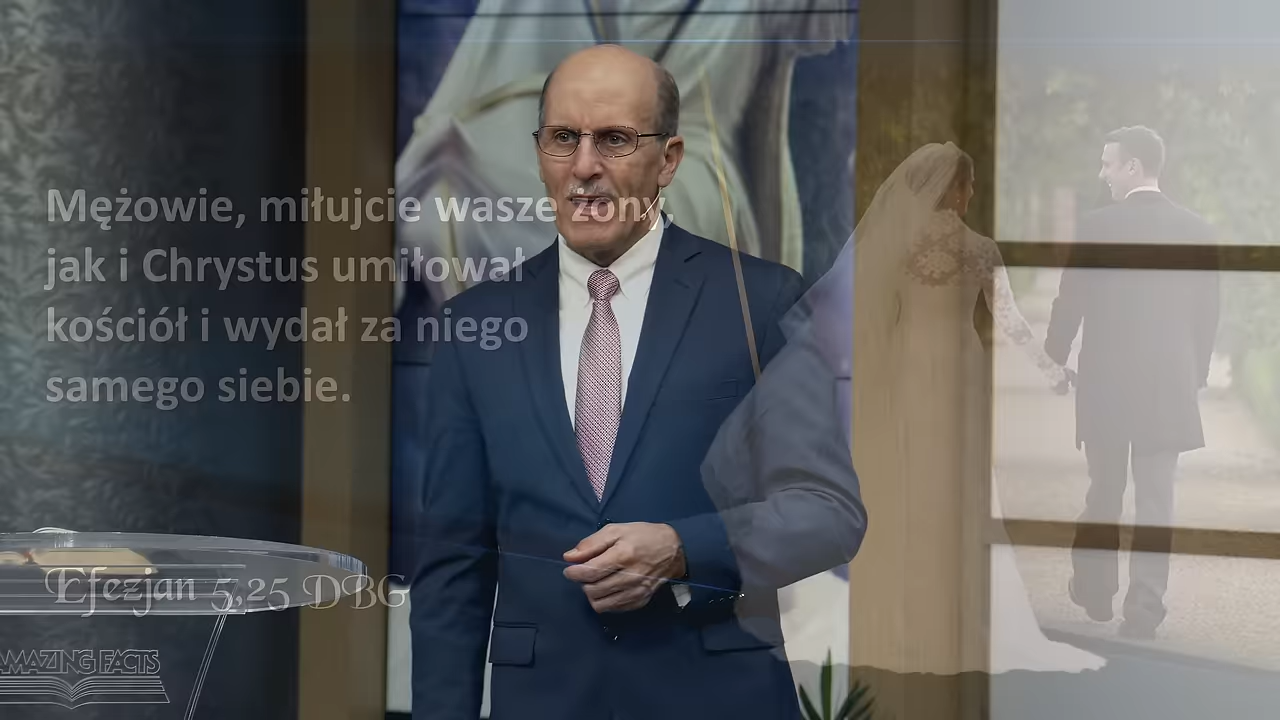 Mężowie, miłujcie wasze żony,
jak i Chrystus umiłował
kościół i wydał za niego
samego siebie.
Efezjan 5,25 DBG
AMAZING FACTS